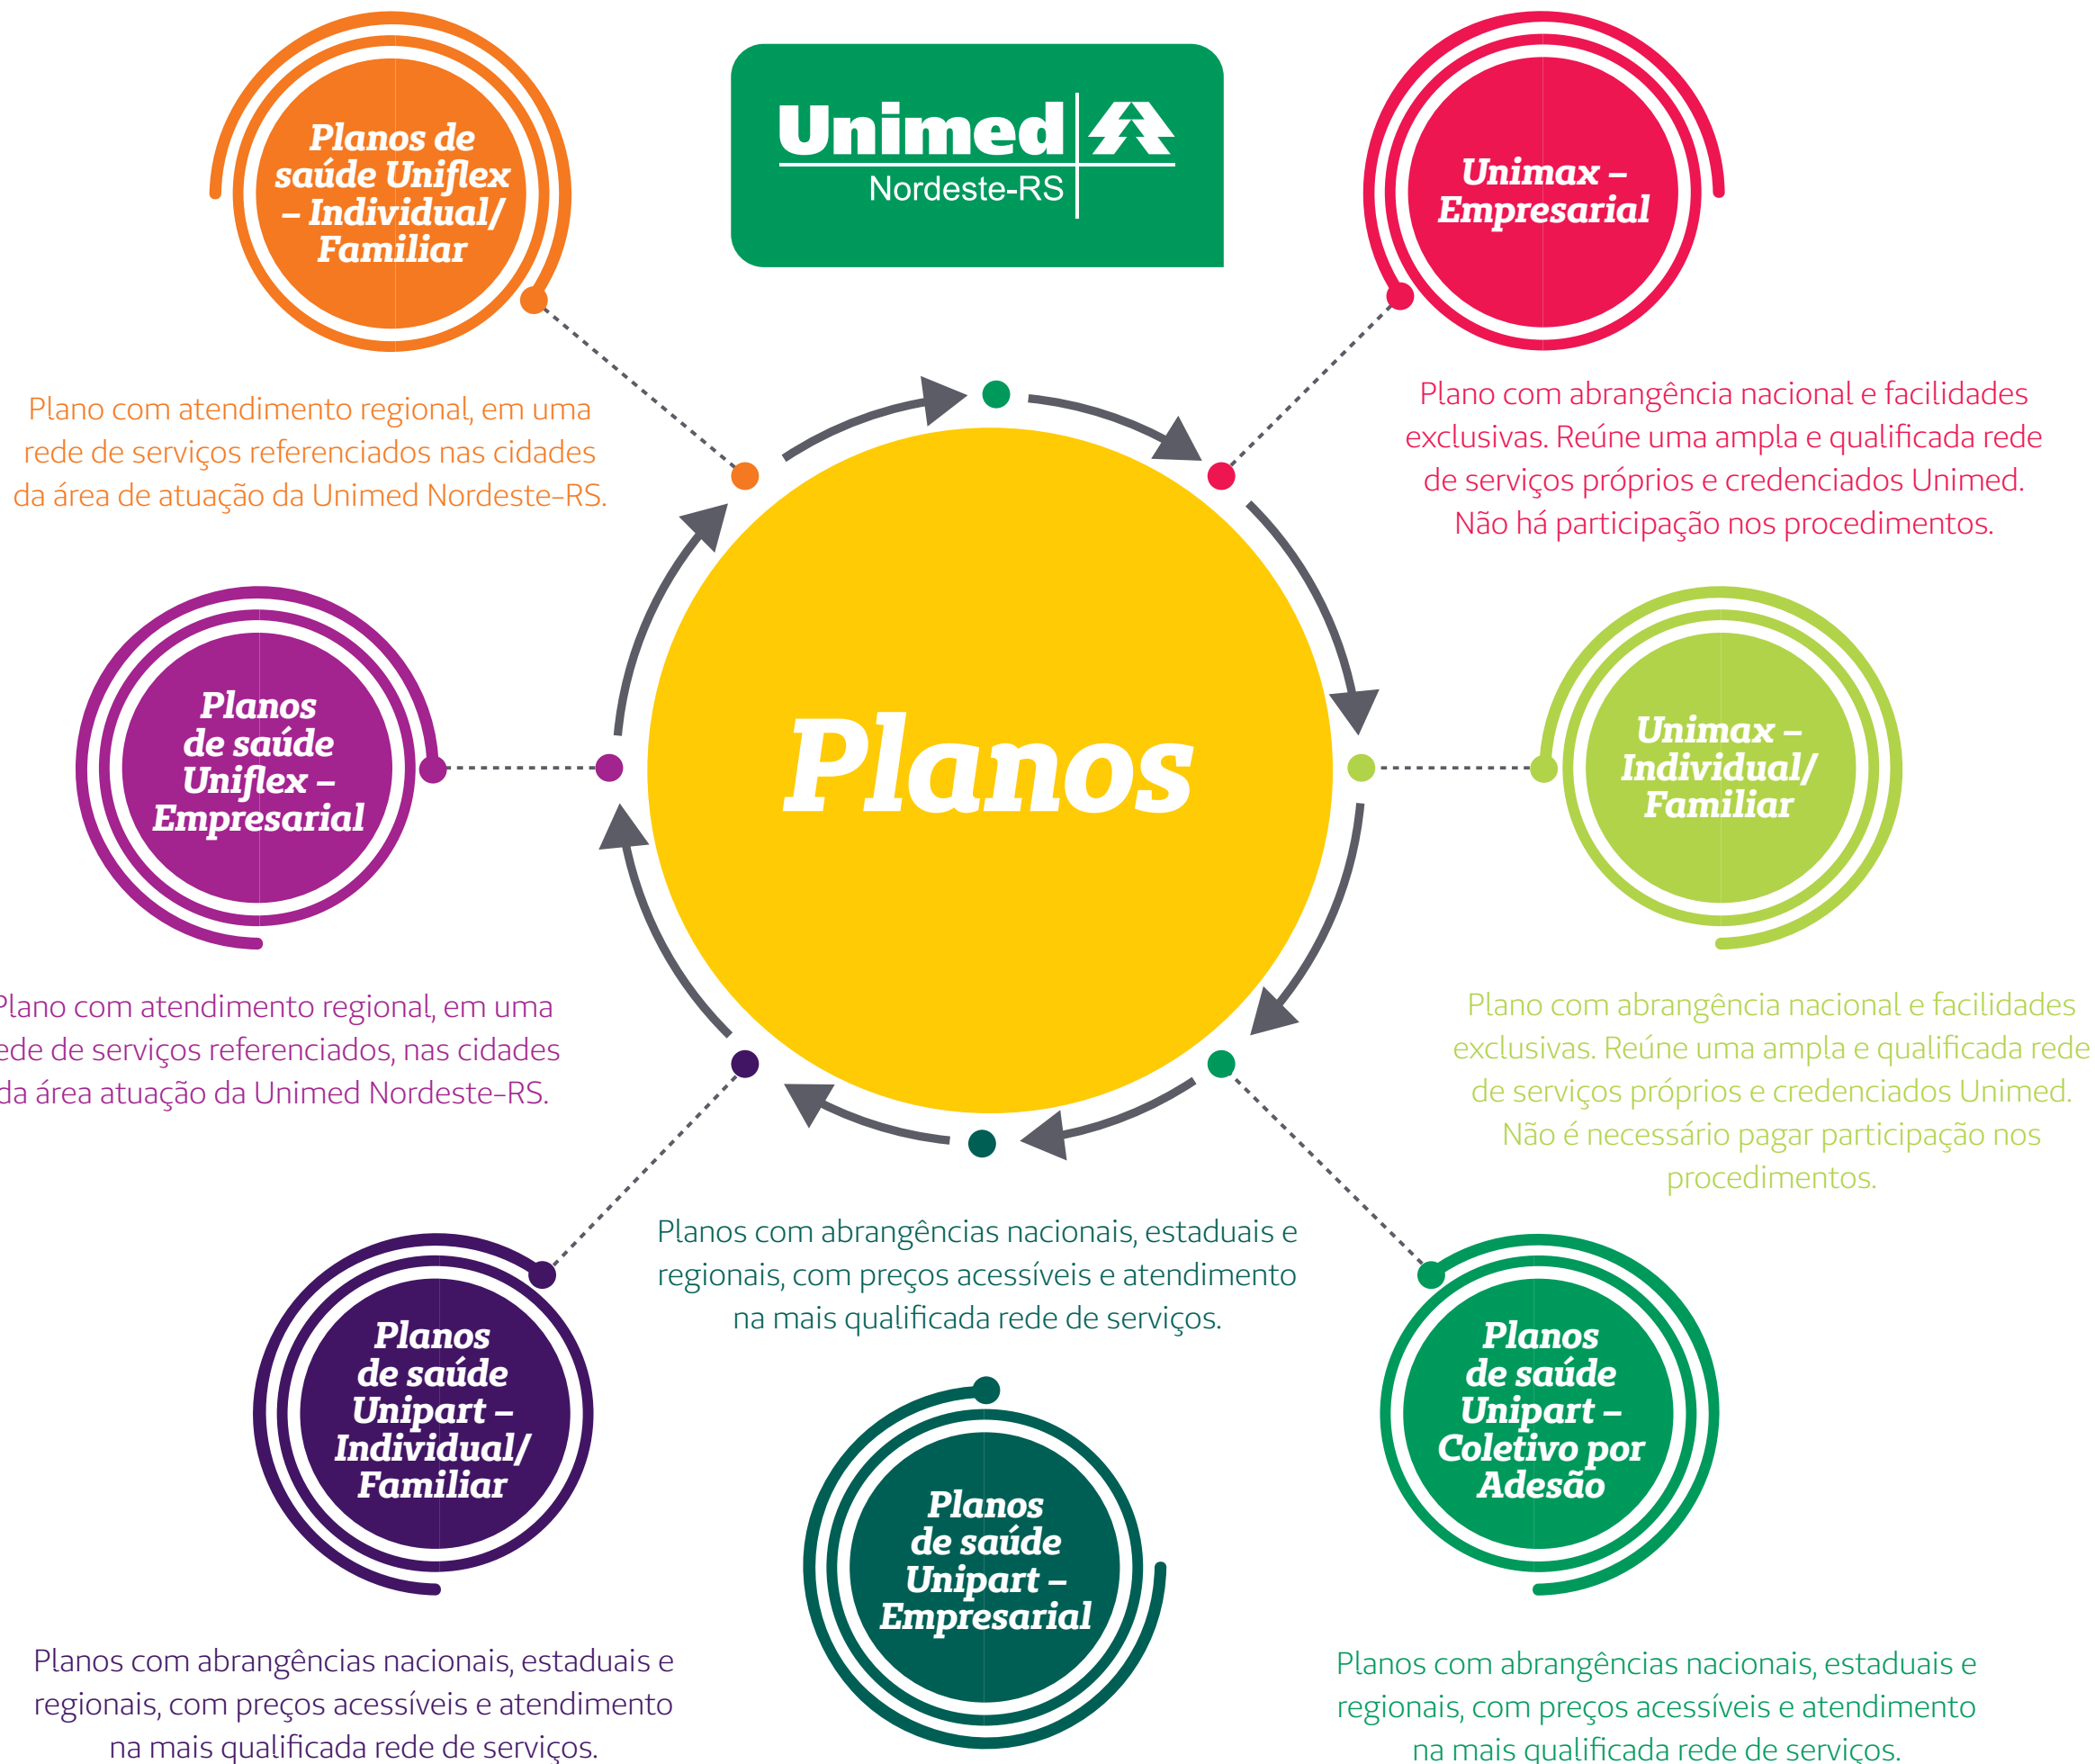 Planos de
saúde Uniflex
– Individual/
Familiar
Unimed
Nordeste-RS
Unimax –
Empresarial
Plano com atendimento regional, em uma
rede de serviços referenciados nas cidades
da área de atuação da Unimed Nordeste-RS.
Plano com abrangência nacional e facilidades
exclusivas. Reúne uma ampla e qualificada rede
de serviços próprios e credenciados Unimed.
Não há participação nos procedimentos.
Planos
de saúde
Uniflex –
Empresarial
Planos
Unimax –
Individual/
Familiar
Plano com atendimento regional, em uma
ede de serviços referenciados, nas cidades
da área atuação da Unimed Nordeste-RS.
Plano com abrangência nacional e facilidades
exclusivas. Reúne uma ampla e qualificada rede
de serviços próprios e credenciados Unimed.
Não é necessário pagar participação nos
procedimentos.
Planos com abrangências nacionais, estaduais e
regionais, com preços acessíveis e atendimento
na mais qualificada rede de serviços.
Planos
de saúde
Unipart –
Individual/
Familiar
Planos
de saúde
Unipart –
Empresarial
Planos
de saúde
Unipart –
Coletivo por
Adesão
Planos com abrangências nacionais, estaduais e
regionais, com preços acessíveis e atendimento
na mais qualificada rede de serviços.
Planos com abrangências nacionais, estaduais e
regionais, com preços acessíveis e atendimento
na mais qualificada rede de serviços.